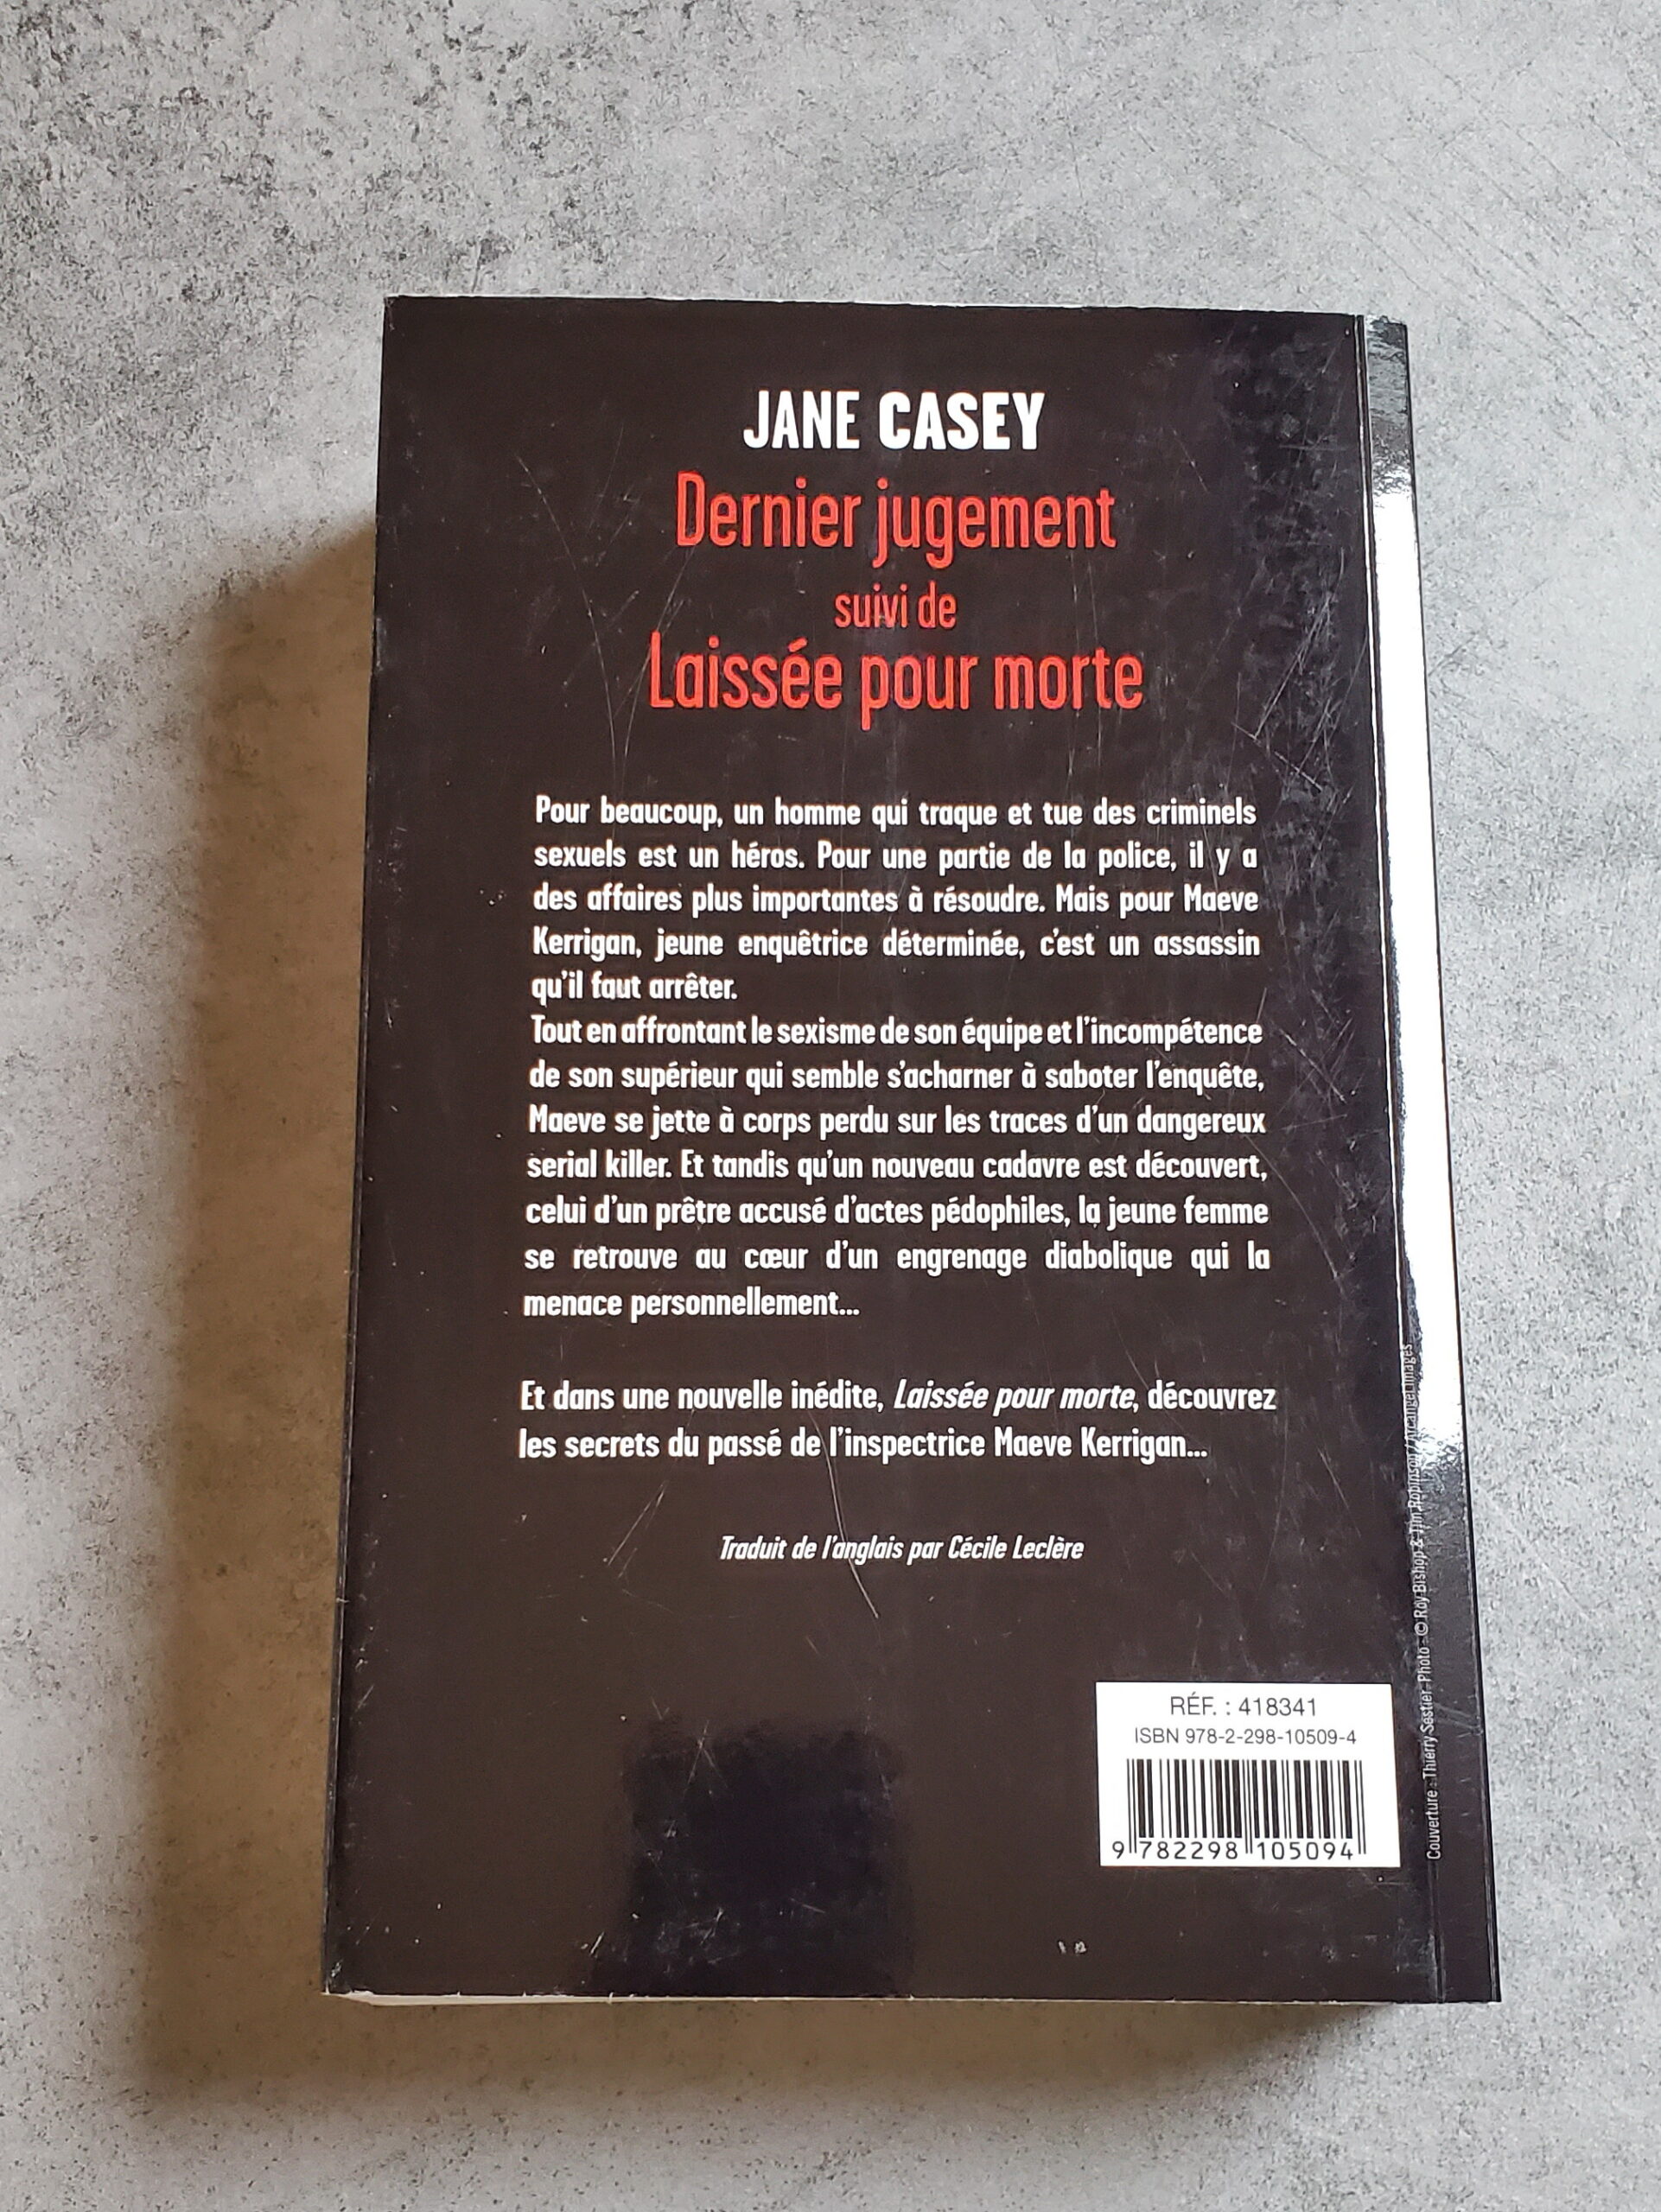 JANE CASEY
Dernier jugement
suivi de
Laissée pour morte
Pour beaucoup, un homme qui traque et tue des criminels
sexuels est un héros. Pour une partie de la police, il y a
des affaires plus importantes à résoudre. Mais pour Maeve
Kerrigan, jeune enquêtrice déterminée, c'est un assassin
qu'il faut arrêter.
Tout en affrontant le sexisme de son équipe et l'incompétence
de son supérieur qui semble s'acharner à saboter l'enquête,
Maeve se jette à corps perdu sur les traces d'un dangereux
serial killer. Et tandis qu'un nouveau cadavre est découvert,
celui d'un prêtre accusé d'actes pédophiles, la jeune femme
se retrouve au cœur d'un engrenage diabolique qui la
menace personnellement...
Et dans une nouvelle inédite, Laissée pour morte, découvrez
les secrets du passé de l'inspectrice Maeve Kerrigan...
Traduit de l'anglais par Cécile Leclère
RÉF. : 418341
ISBN 978-2-298-10509-4
9 782298 105094
Couverture : Thierry Sestier. Photo : © Roy Bishop & Tim Robinson / Arcangel Images